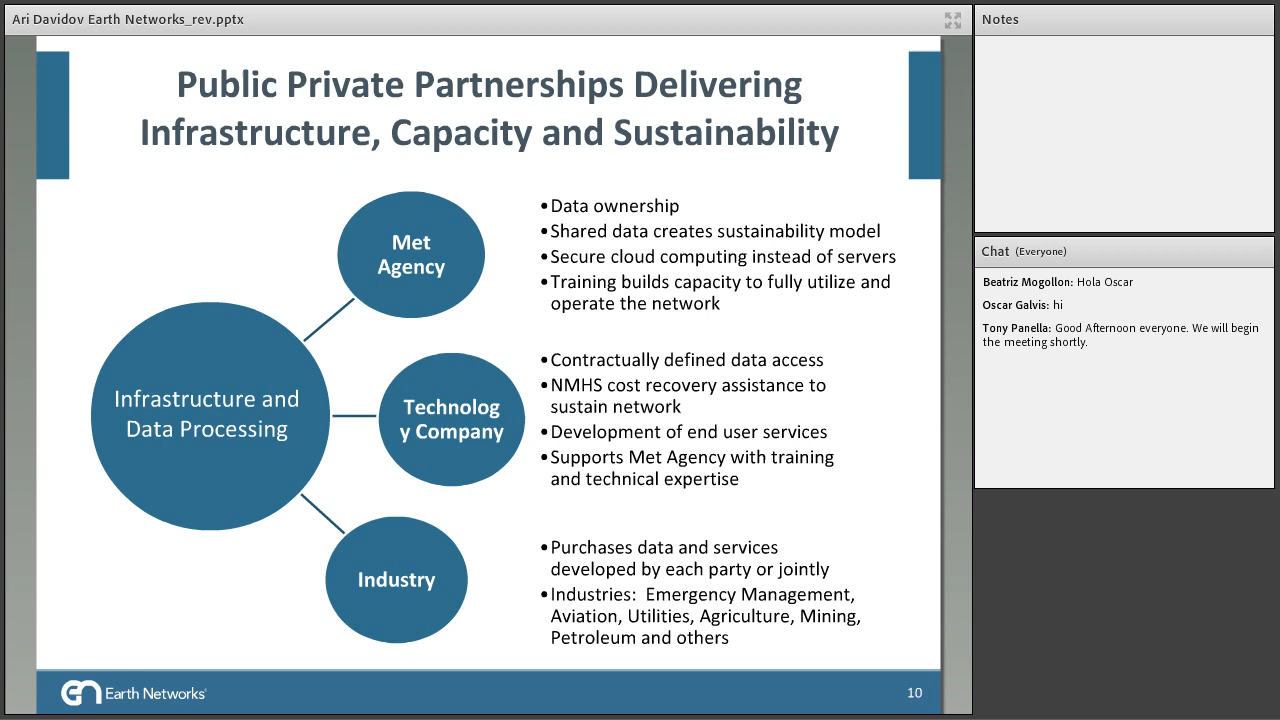 Ari Davidov Earth Networks_rev.pptx
Public Private Partnerships Delivering
Infrastructure, Capacity and Sustainability
Infrastructure and
Data Processing
Met
Agency
•Data ownership
•Shared data creates sustainability model
•Secure cloud computing instead of servers
•Training builds capacity to fully utilize and
operate the network
Technolog
y Company
•Contractually defined data access
•NMHS cost recovery assistance to
sustain network
•Development of end user services
•Supports Met Agency with training
and technical expertise
Industry
•Purchases data and services
developed by each party or jointly
•Industries:  Emergency Management,
Aviation, Utilities, Agriculture, Mining,
Petroleum and others
Earth Networks
10
Notes
Chat (Everyone)
Beatriz Mogollon: Hola Oscar
Oscar Galvis: hi
Tony Panella: Good Afternoon everyone. We will begin
the meeting shortly.